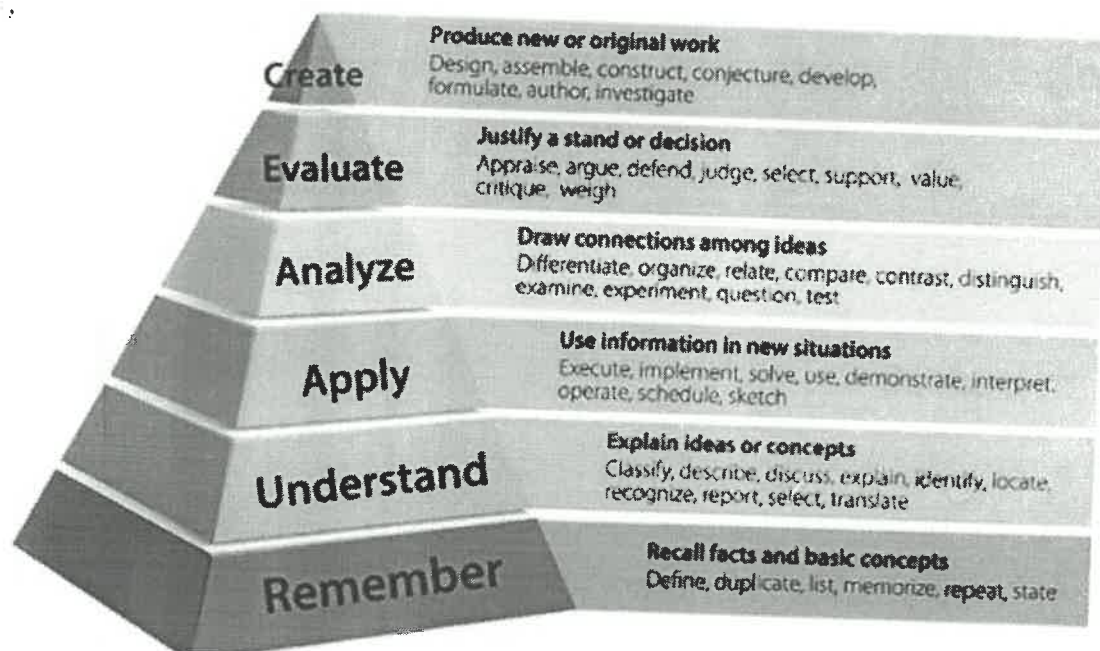 Create
Produce new or original work
Design, assemble, construct, conjecture, develop,
formulate, author, investigate
Evaluate
Justify a stand or decision
Appraise, argue, defend, judge, select, support, value,
critique, weigh
Analyze
Draw connections among ideas
Differentiate, organize, relate, compare, contrast, distinguish,
examine, experiment, question, test
Apply
Use information in new situations
Execute, implement, solve, use, demonstrate, interpret,
operate, schedule, sketch
Understand
Explain ideas or concepts
Classify, describe, discuss, explain, identify, locate,
recognize, report, select, translate
Remember
Recall facts and basic concepts
Define, duplicate, list, memorize, repeat, state